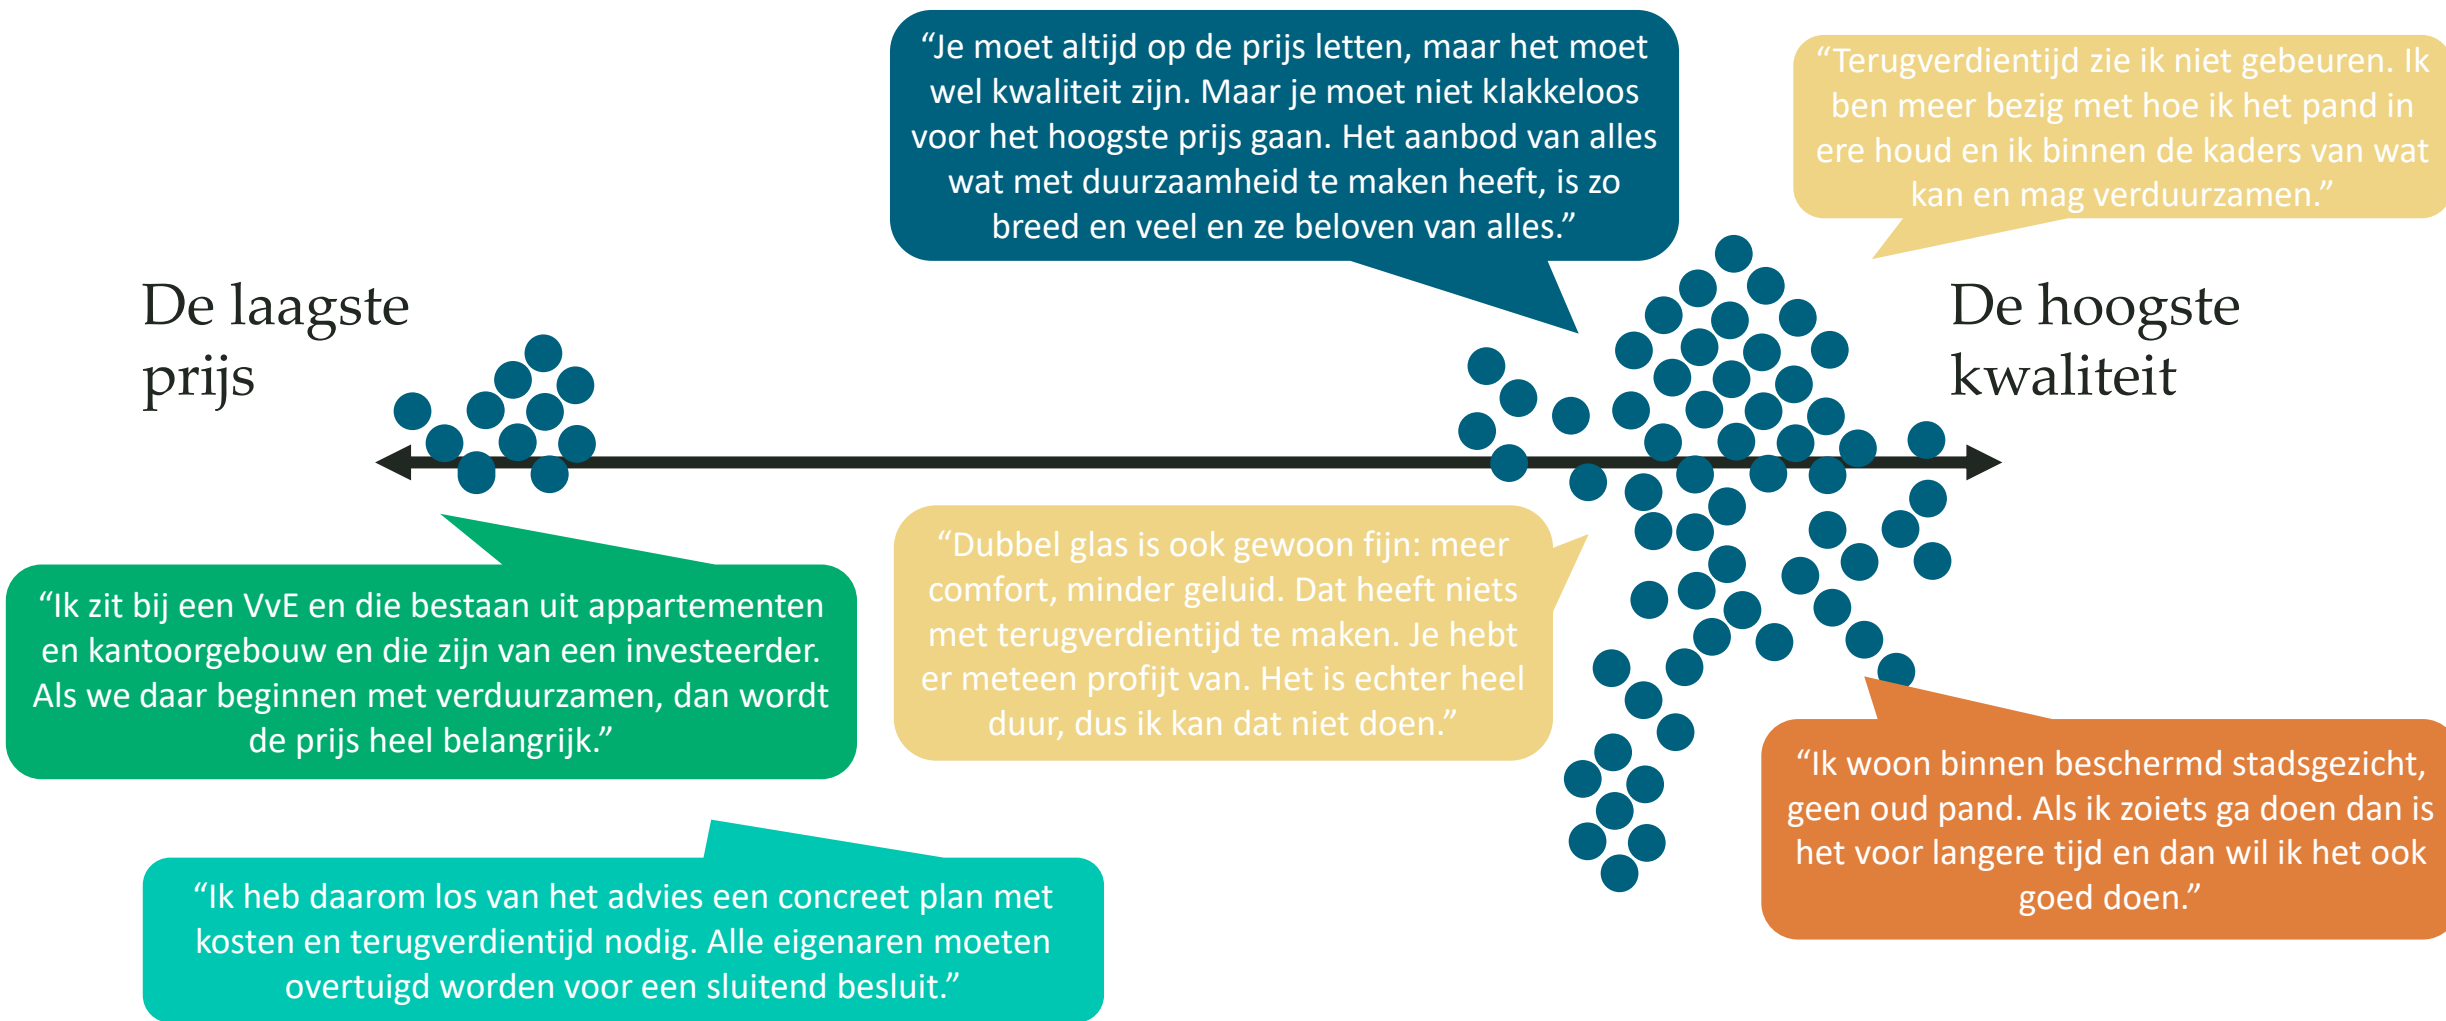 “Je moet altijd op de prijs letten, maar het moet
wel kwaliteit zijn. Maar je moet niet klakkeloos
voor het hoogste prijs gaan. Het aanbod van alles
wat met duurzaamheid te maken heeft, is zo
breed en veel en ze beloven van alles.”
“Terugverdientijd zie ik niet gebeuren. Ik
ben meer bezig met hoe ik het pand in
ere houd en ik binnen de kaders van wat
kan en mag verduurzamen.”
De laagste
prijs
De hoogste
kwaliteit
“Ik zit bij een VvE en die bestaan uit appartementen
en kantoorgebouw en die zijn van een investeerder.
Als we daar beginnen met verduurzamen, dan wordt
de prijs heel belangrijk.”
“Dubbel glas is ook gewoon fijn: meer
comfort, minder geluid. Dat heeft niets
met terugverdientijd te maken. Je hebt
er meteen profijt van. Het is echter heel
duur, dus ik kan dat niet doen.”
“Ik woon binnen beschermd stadsgezicht,
geen oud pand. Als ik zoiets ga doen dan is
het voor langere tijd en dan wil ik het ook
goed doen.”
“Ik heb daarom los van het advies een concreet plan met
kosten en terugverdientijd nodig. Alle eigenaren moeten
overtuigd worden voor een sluitend besluit.”